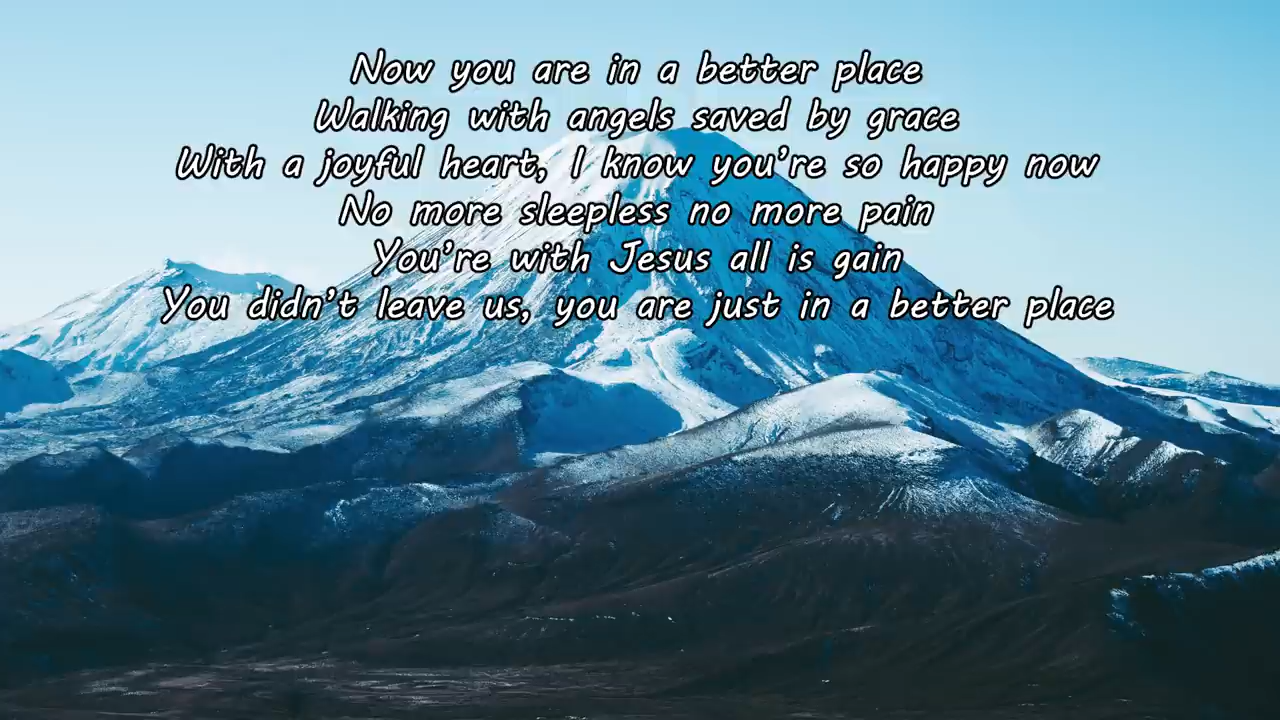 Now you are in a better place
Walking with angels saved by grace
With a joyful heart, I know you’re so happy now
No more sleepless no more pain
You’re with Jesus all is gain
You didn’t leave us, you are just in a better place